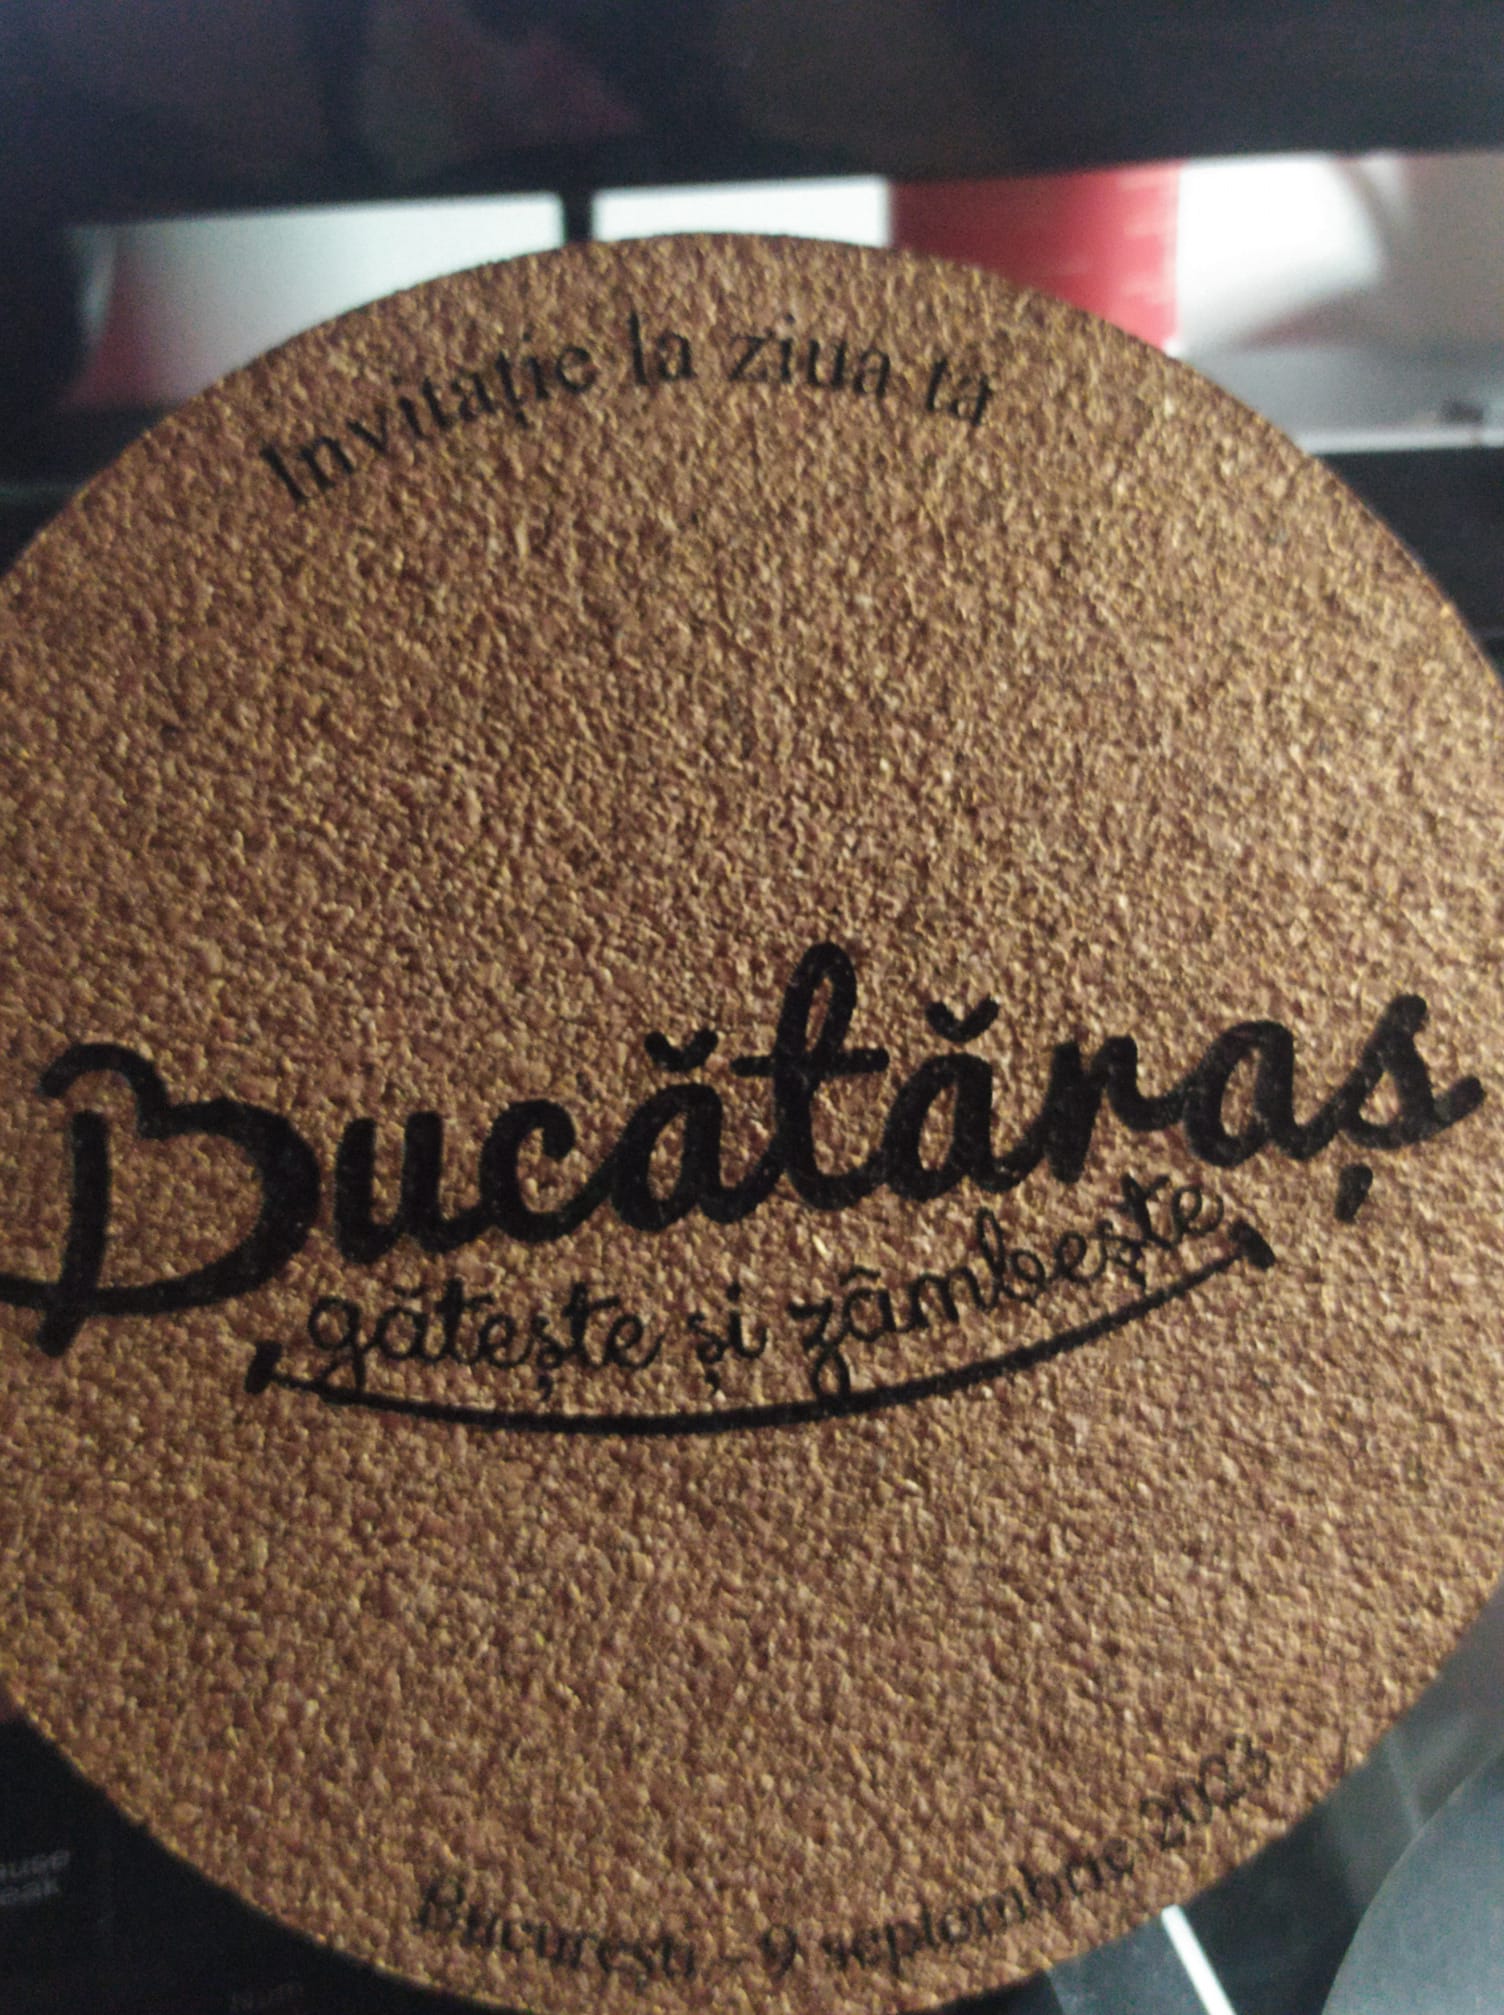 Invitație la ziua ta
Bucătăraș
gătește și zâmbește
București - 9 septembrie 2023